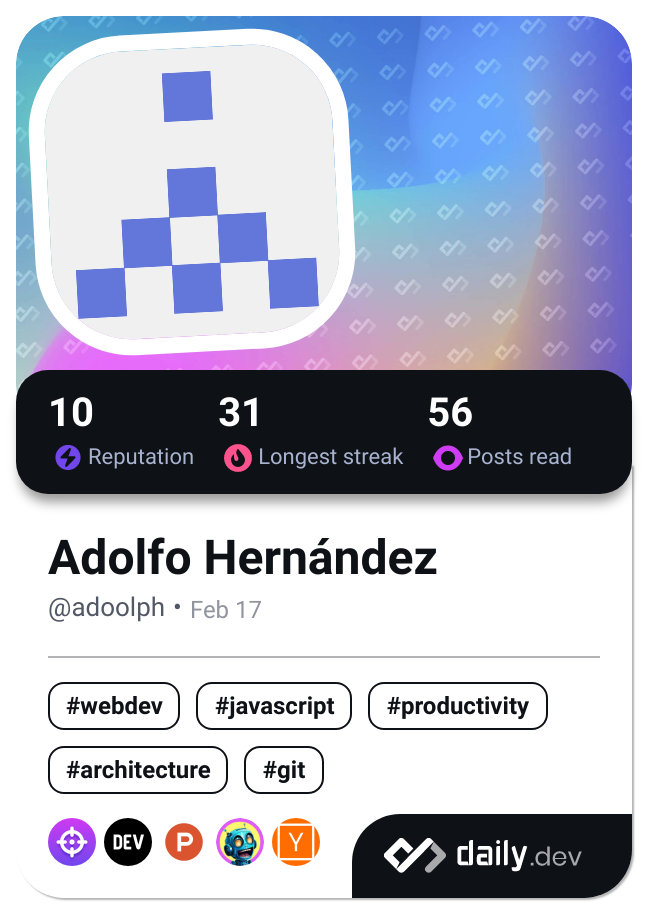 10 31 56
Reputation Longest streak Posts read
Adolfo Hernández
@adoolph • Feb 17
#webdev #javascript #productivity
#architecture #git
DEV P Y
daily.dev